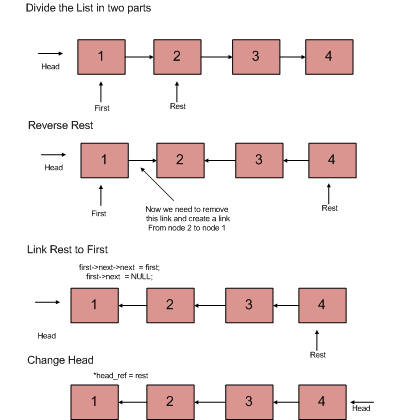 Divide the List in two parts
1 2 3 4
Head
First Rest
Reverse Rest
1 2 3 4
Head
First Rest
Now we need to remove
this link and create a link
From node 2 to node 1
Link Rest to First
first->next->next = first;
first->next = NULL;
1 2 3 4
Head
Rest
Change Head
*head_ref = rest
1 2 3 4
Head